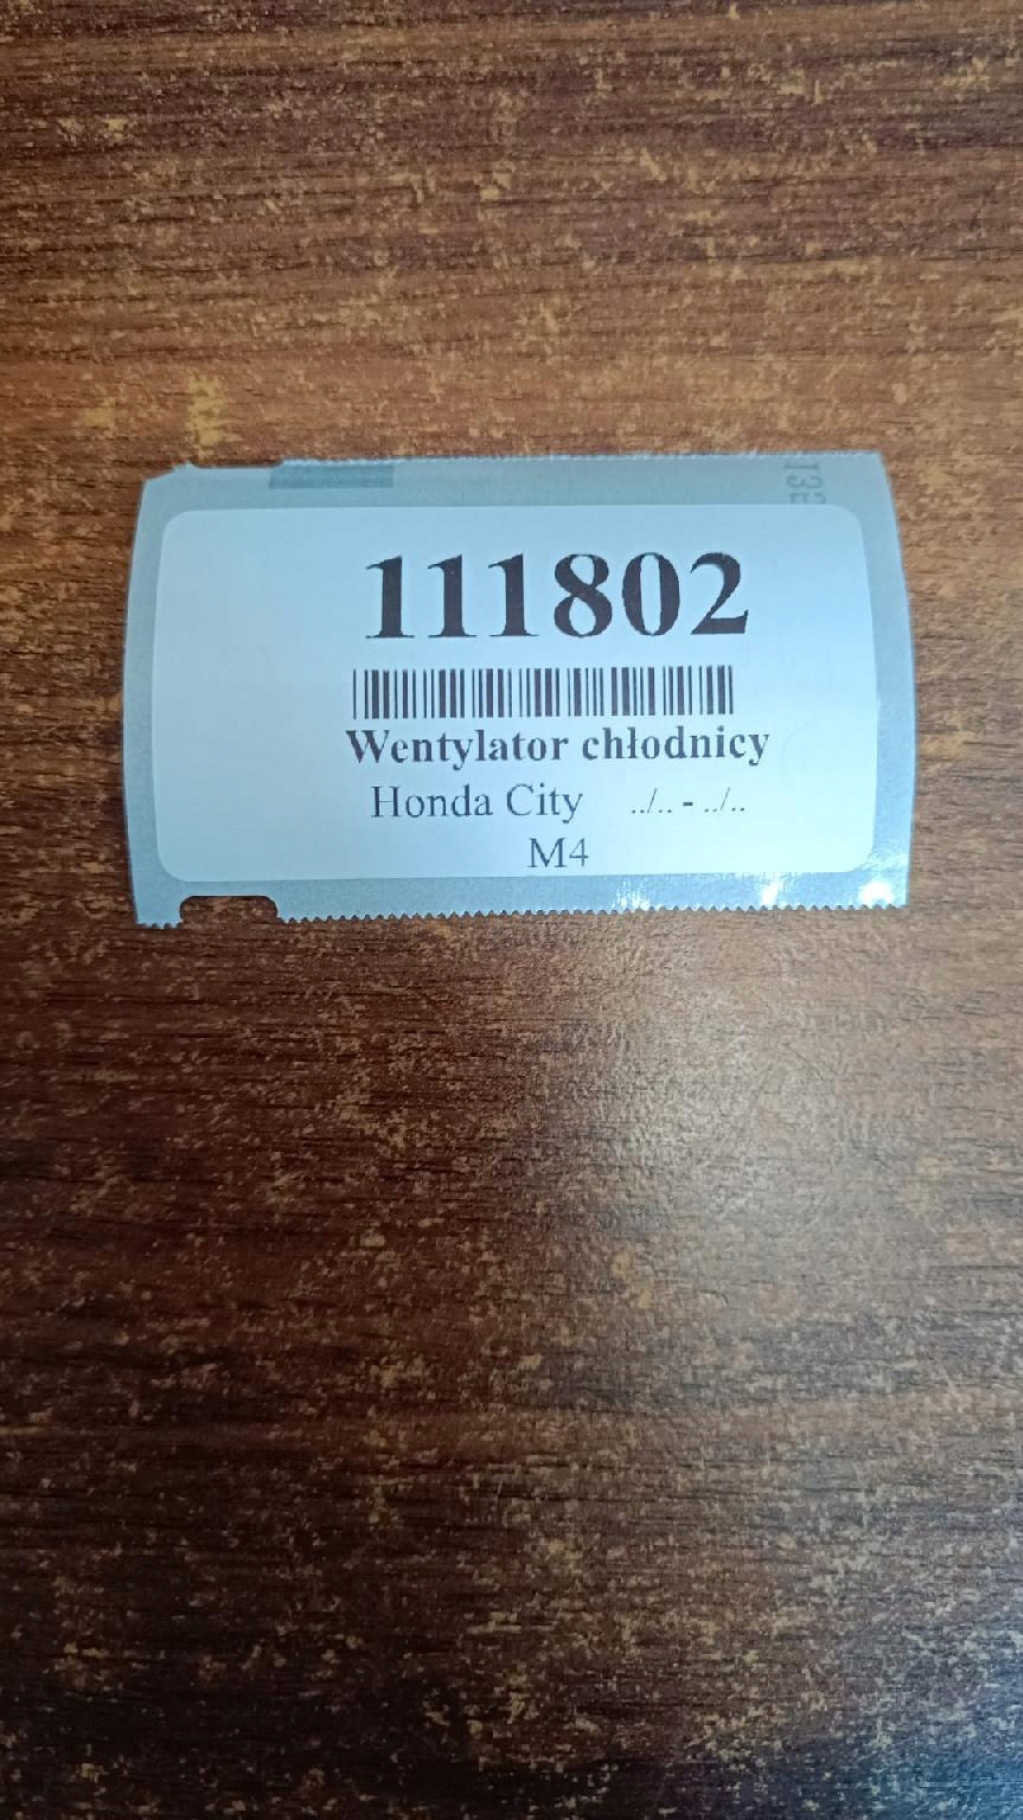 111802
Wentylator chłodnicy
Honda City ../.. - ../..
M4